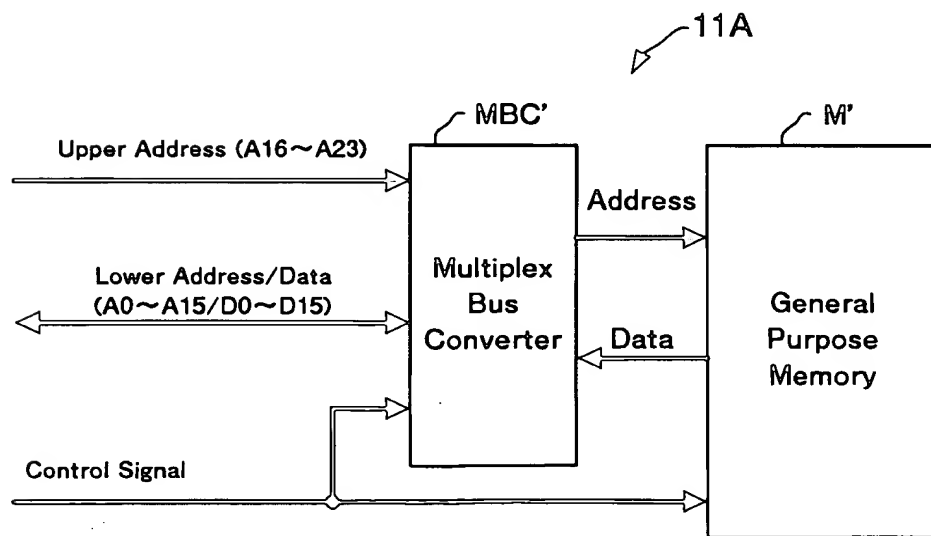 11A
MBC'
M'
Upper Address (A16～A23)
Address
Lower Address/Data
(A0～A15/D0～D15)
Multiplex
Bus
Converter
Data
General
Purpose
Memory
Control Signal